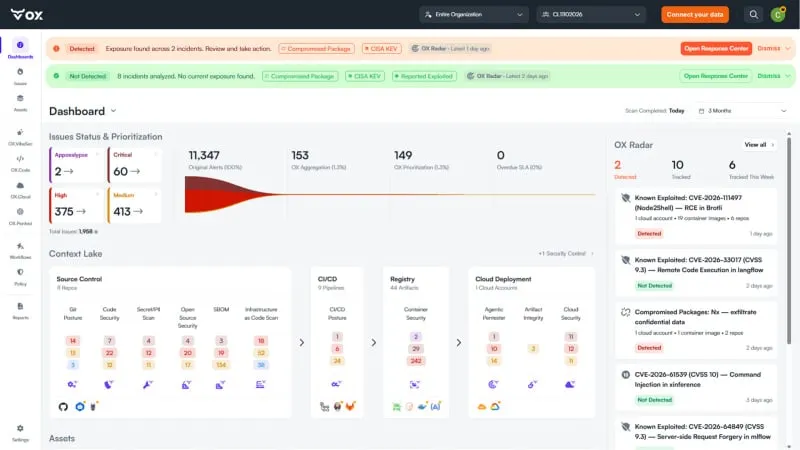 OX
Entire Organization
CL11102026
Connect your data
C
Detected
Exposure found across 2 incidents. Review and take action.
Compromised Package
CISA KEV
OX Radar • Latest 1 day ago
Open Response Center
Dismiss
Not Detected
8 incidents analyzed. No current exposure found.
Compromised Package
CISA KEV
Reported Exploited
OX Radar • Latest 2 days ago
Open Response Center
Dismiss
Dashboards
Issues
Assets
OX.VibeSec
OX.Code
OX.Cloud
OX.Pentest
Workflows
Policy
Reports
Settings
Dashboard
Scan Completed: Today
3 Months
Issues Status & Prioritization
Appoxalypse
2
Critical
60
High
375
Medium
413
Total Issues: 1,958
11,347
Original Alerts (100%)
153
OX Aggregation (1.3%)
149
OX Prioritization (1.3%)
0
Overdue SLA (0%)
Context Lake
+1 Security Control
Source Control
11 Repos
Git Posture
14
13
3
Code Security
7
22
12
Secret/PII Scan
4
12
11
Open Source Security
4
20
17
SBOM
3
19
134
Infrastructure as Code Scan
18
52
38
CI/CD
9 Pipelines
CI/CD Posture
1
6
24
Registry
44 Artifacts
Container Security
2
29
242
Cloud Deployment
1 Cloud Accounts
Agentic Pentester
1
10
14
Artifact Integrity
3
Cloud Security
11
12
11
Assets
OX Radar
View all
2
Detected
10
Tracked
6
Tracked This Week
Known Exploited: CVE-2026-111497
(Node2Shell) — RCE in Brotli
1 cloud account • 19 container images • 6 repos
Detected
1 day ago
Known Exploited: CVE-2026-33017 (CVSS
9.3) — Remote Code Execution in langflow
Not Detected
2 days ago
Compromised Packages: Nx — exfiltrate
confidential data
1 cloud account • 1 container image • 2 repos
Detected
2 days ago
CVE-2026-61539 (CVSS 10) — Command
Injection in xinference
Not Detected
3 days ago
Known Exploited: CVE-2026-64849 (CVSS
9.3) — Server-side Request Forgery in mlflow
Not Detected
4 days ago